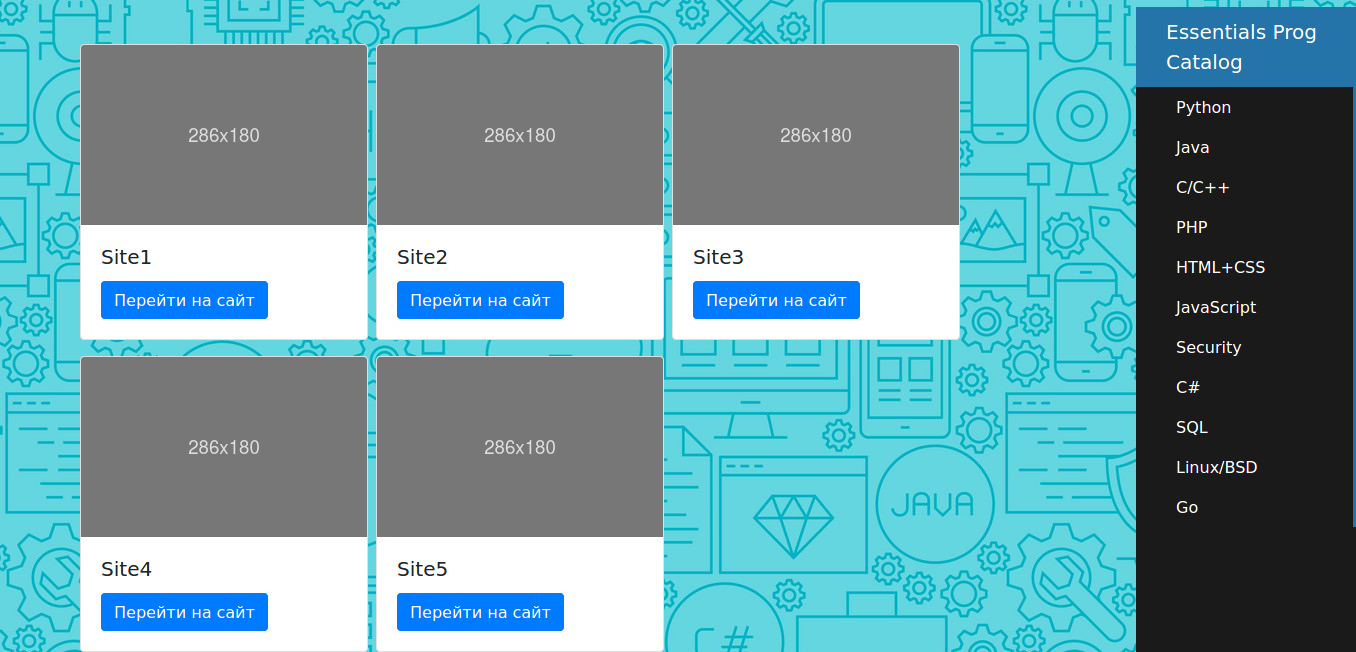 286x180
286x180
286x180
Site1
Site2
Site3
Перейти на сайт
Перейти на сайт
Перейти на сайт
286x180
286x180
Site4
Site5
Перейти на сайт
Перейти на сайт
JAVA
C#
Essentials Prog
Catalog
Python
Java
C/C++
PHP
HTML+CSS
JavaScript
Security
C#
SQL
Linux/BSD
Go